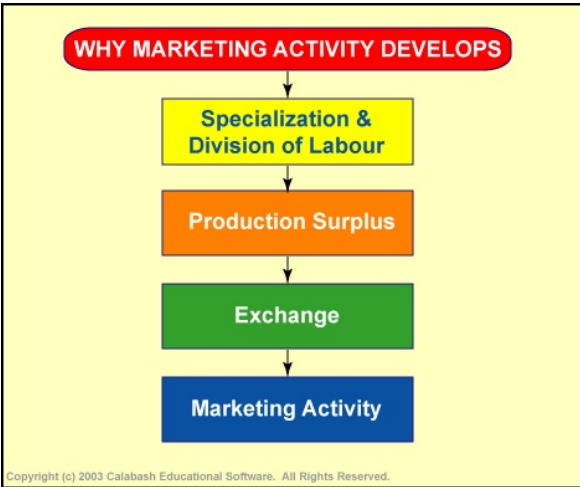 WHY MARKETING ACTIVITY DEVELOPS
Specialization &
Division of Labour
Production Surplus
Exchange
Marketing Activity
Copyright (c) 2003 Calabash Educational Software.  All Rights Reserved.